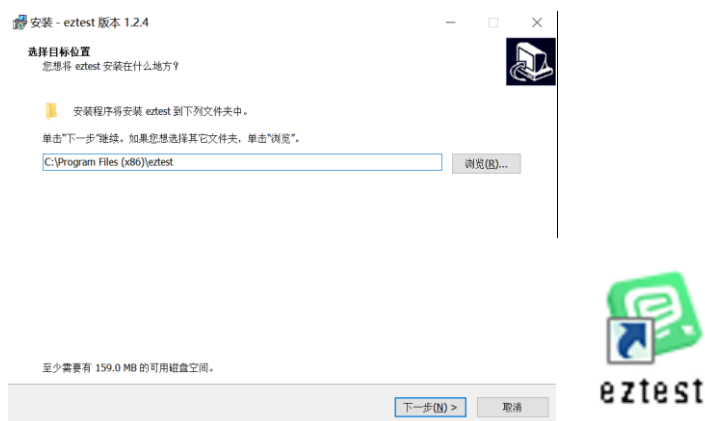 安装 - eztest 版本 1.2.4
选择目标位置
您想将 eztest 安装在什么地方?
安装程序将安装 eztest 到下列文件夹中。
单击"下一步"继续。如果您想选择其它文件夹，单击"浏览"。
C:\Program Files (x86)\eztest
浏览(R)...
至少需要有 159.0 MB 的可用磁盘空间。
下一步(N) >
取消
eztest